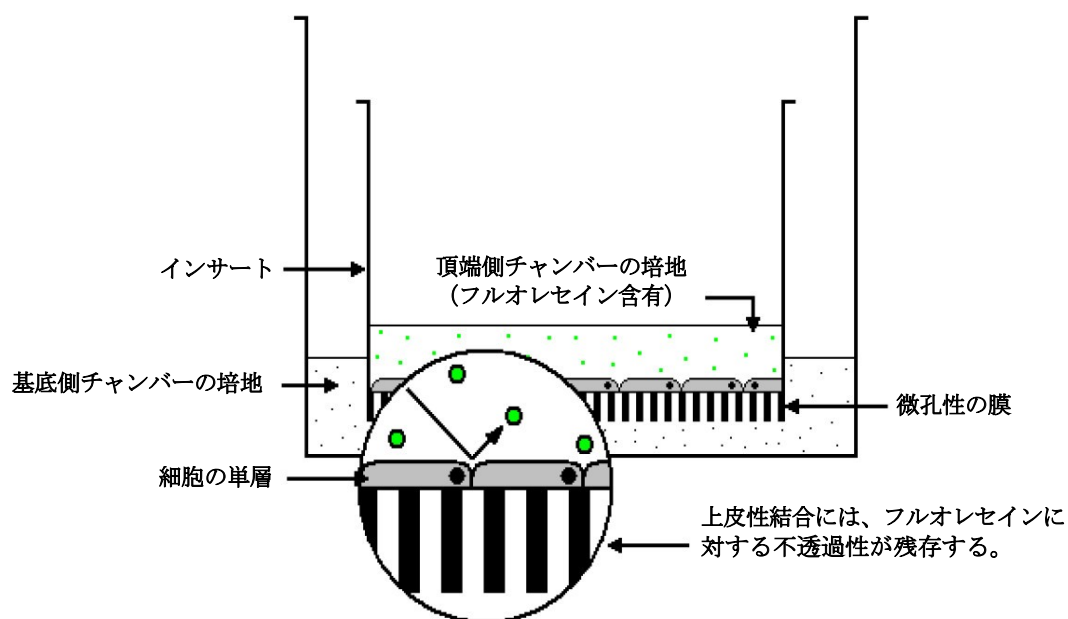 インサート
頂端側チャンバーの培地
（フルオレセイン含有）
基底側チャンバーの培地
微孔性の膜
細胞の単層
上皮性結合には、フルオレセインに
対する不透過性が残存する。